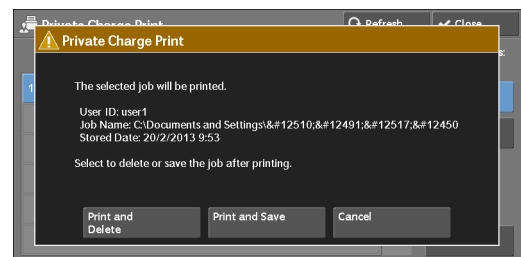 Private Charge Print
Refresh
Close
Private Charge Print
s:
1
The selected job will be printed.
User ID: user1
Job Name: C:\Documents and Settings\&#12510;&#12491;&#12517;&#12450
Stored Date: 20/2/2013 9:53
Select to delete or save the job after printing.
Print and
Delete
Print and Save
Cancel